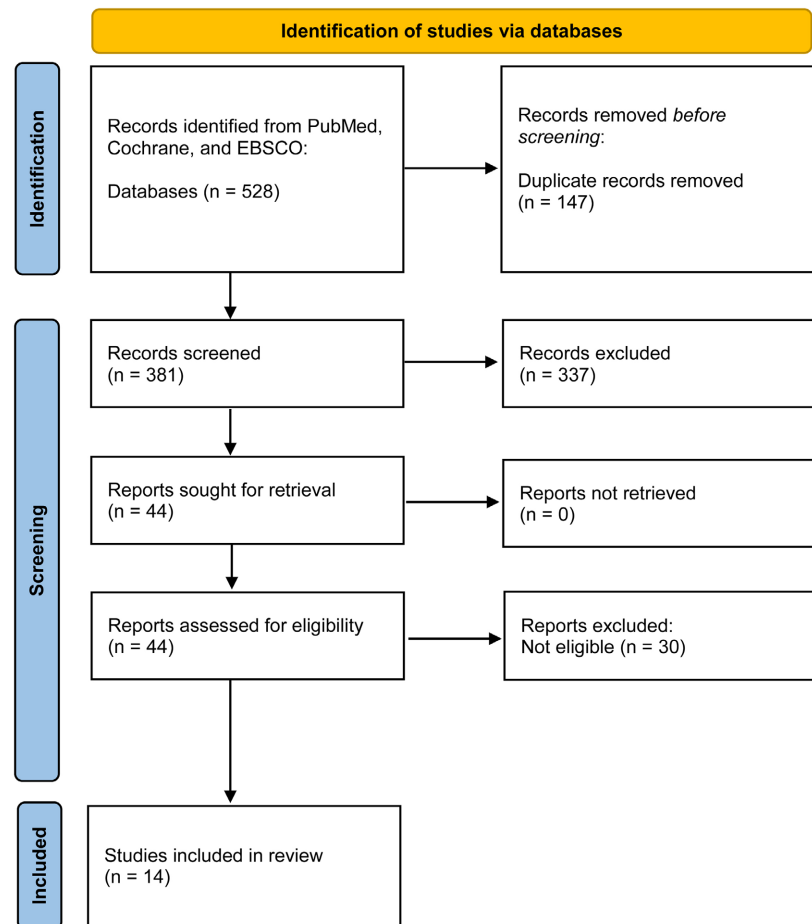 Identification of studies via databases
Identification
Records identified from PubMed,
Cochrane, and EBSCO:
Databases (n = 528)
Records removed before
screening:
Duplicate records removed
(n = 147)
Screening
Records screened
(n = 381)
Records excluded
(n = 337)
Reports sought for retrieval
(n = 44)
Reports not retrieved
(n = 0)
Reports assessed for eligibility
(n = 44)
Reports excluded:
Not eligible (n = 30)
Included
Studies included in review
(n = 14)